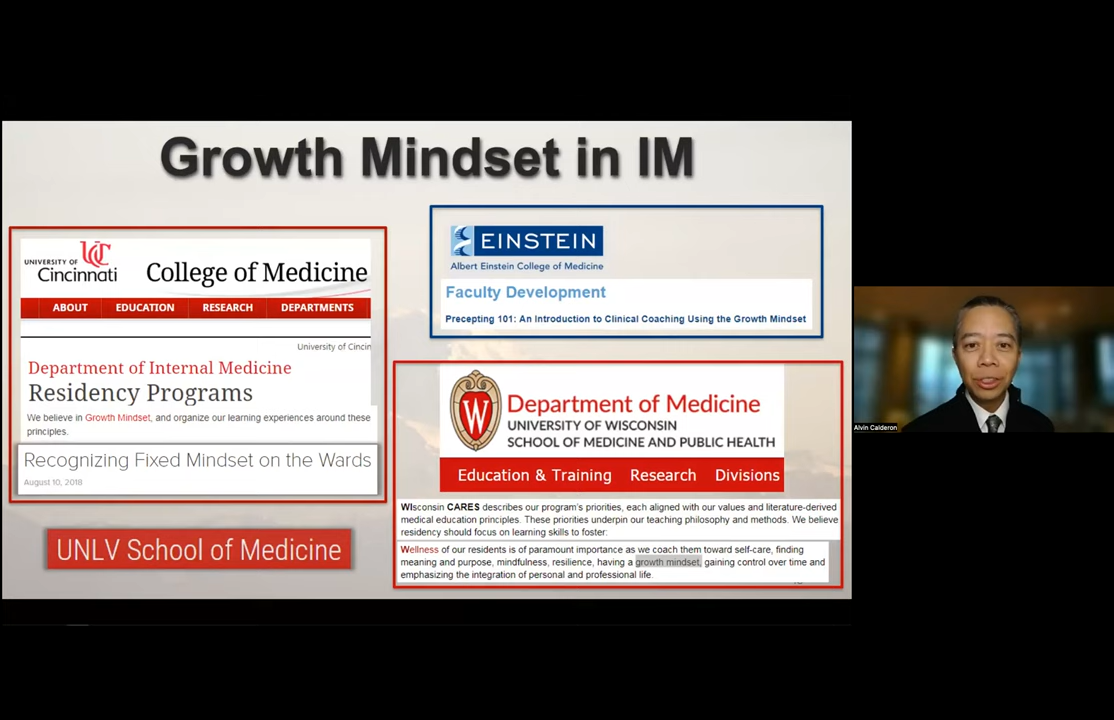 Growth Mindset in IM
UNIVERSITY OF
Cincinnati
College of Medicine
ABOUT EDUCATION RESEARCH DEPARTMENTS
University of Cincin
Department of Internal Medicine
Residency Programs
We believe in Growth Mindset, and organize our learning experiences around these
principles.
Recognizing Fixed Mindset on the Wards
August 10, 2018
UNLV School of Medicine
EINSTEIN
Albert Einstein College of Medicine
Faculty Development
Precepting 101: An Introduction to Clinical Coaching Using the Growth Mindset
W
Department of Medicine
UNIVERSITY OF WISCONSIN
SCHOOL OF MEDICINE AND PUBLIC HEALTH
Education & Training Research Divisions
WIsconsin CARES describes our program's priorities, each aligned with our values and literature-derived
medical education principles. These priorities underpin our teaching philosophy and methods. We believe
residency should focus on learning skills to foster:
Wellness of our residents is of paramount importance as we coach them toward self-care, finding
meaning and purpose, mindfulness, resilience, having a growth mindset, gaining control over time and
emphasizing the integration of personal and professional life.
Alvin Calderon